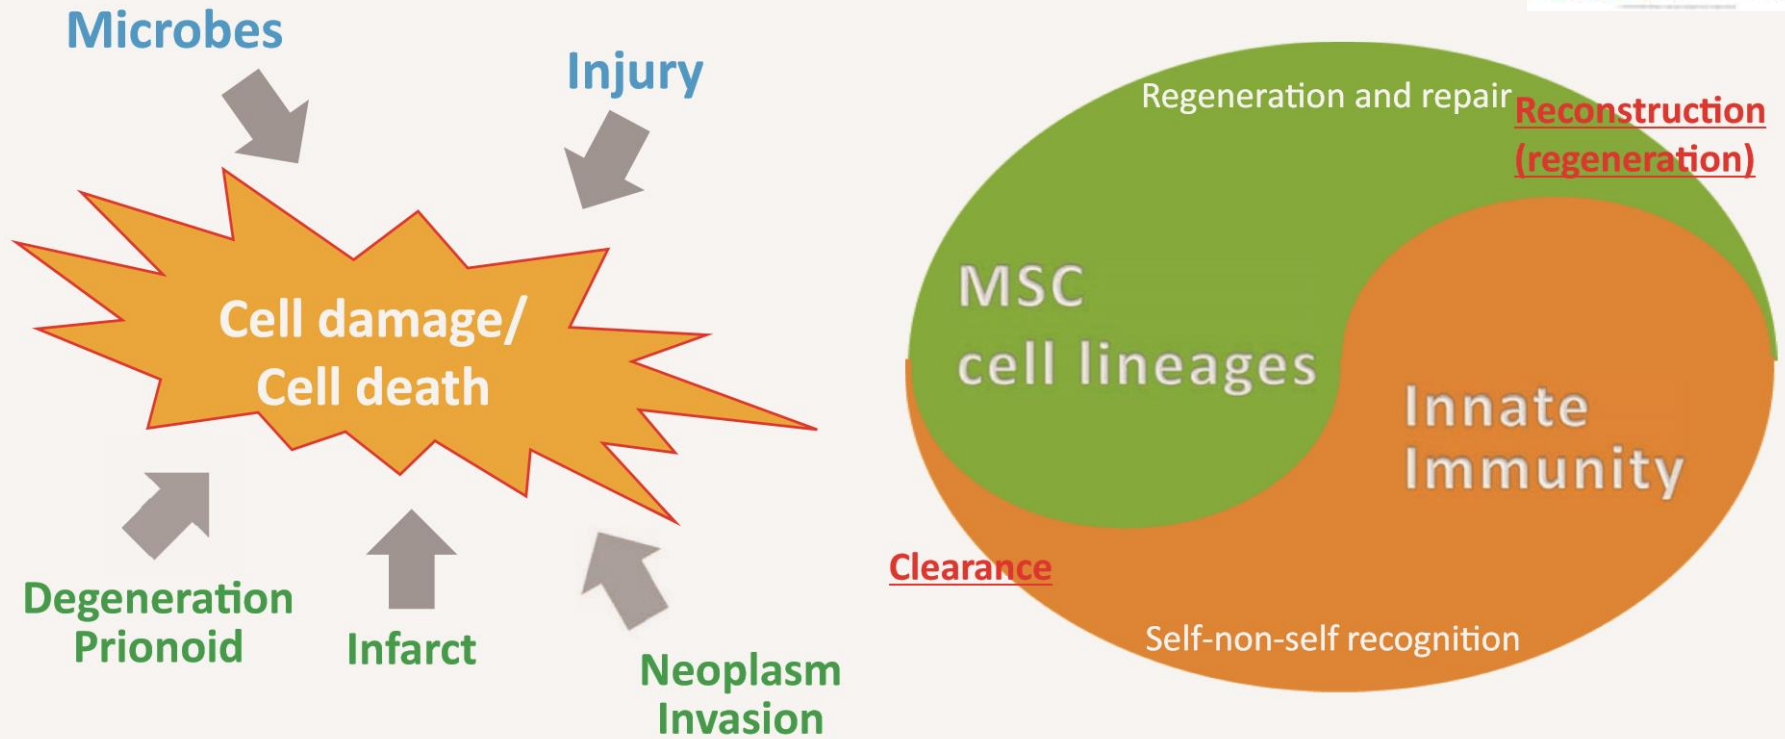 Microbes
Injury
Cell damage/
Cell death
Degeneration
Prionoid
Infarct
Neoplasm
Invasion
Regeneration and repair
Reconstruction
(regeneration)
MSC
cell lineages
Innate
Immunity
Clearance
Self-non-self recognition